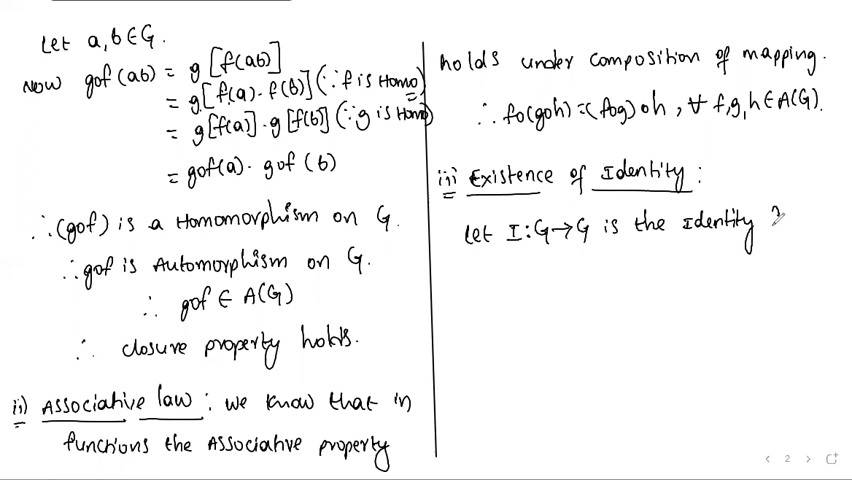 Let a, b ∈ G.
Now gof (ab) = g [f(ab)]
= g[f(a). f(b)] (∵ f is Homo)
= g[f(a)] . g[f(b)] (∵ g is Homo)
= gof(a). gof (b)
∴ (gof) is a Homomorphism on G.
∴ gof is Automorphism on G.
∴ gof ∈ A(G)
∴ closure property holds.
ii) Associative law : we know that in
functions the Associative property
holds under composition of mapping.
∴ fo(goh) = (fog) oh , ∀ f,g,h ∈ A(G).
iii) Existence of Identity :
Let I : G → G is the Identity
2